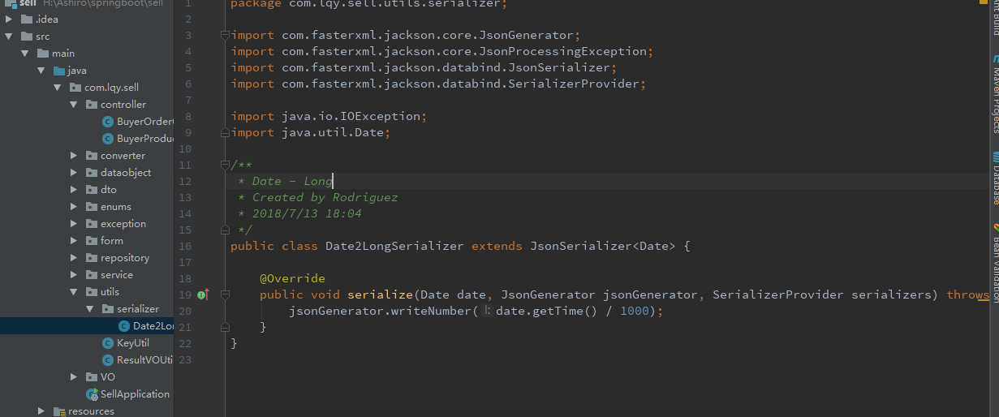 sell H:\Ashiro\springboot\sell
.idea
src
main
java
com.lqy.sell
controller
BuyerOrder
BuyerProdu
converter
dataobject
dto
enums
exception
form
repository
service
utils
serializer
Date2Lo
KeyUtil
ResultVOUti
VO
SellApplication
resources
1 package com.lqy.sell.utils.serializer;
2
3 import com.fasterxml.jackson.core.JsonGenerator;
4 import com.fasterxml.jackson.core.JsonProcessingException;
5 import com.fasterxml.jackson.databind.JsonSerializer;
6 import com.fasterxml.jackson.databind.SerializerProvider;
7
8 import java.io.IOException;
9 import java.util.Date;
10
11 /**
12 * Date - Long
13 * Created by Rodriguez
14 * 2018/7/13 18:04
15 */
16 public class Date2LongSerializer extends JsonSerializer<Date> {
17
18 @Override
19 public void serialize(Date date, JsonGenerator jsonGenerator, SerializerProvider serializers) throws
20 jsonGenerator.writeNumber( l: date.getTime() / 1000);
21 }
22 }
23
Ant Build
Maven Projects
Database
Bean Validation